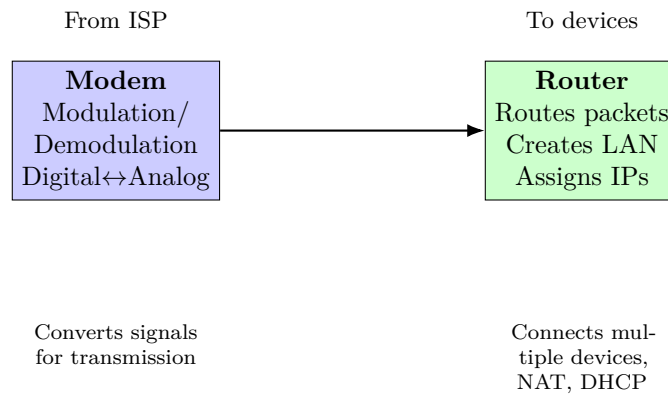 From ISP
To devices
Modem
Modulation/
Demodulation
Digital↔Analog
Router
Routes packets
Creates LAN
Assigns IPs
Converts signals
for transmission
Connects mul-
tiple devices,
NAT, DHCP